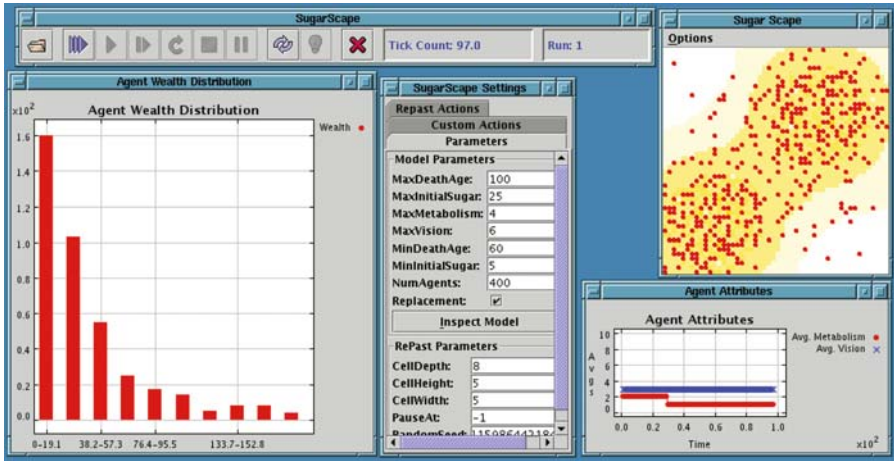 SugarScape
Tick Count: 97.0
Run: 1
Sugar Scape
Options
Agent Wealth Distribution
Agent Wealth Distribution
x10²
Wealth
1.6
1.4
1.2
1.0
0.8
0.6
0.4
0.2
0.0
0-19.1 38.2-57.3 76.4-95.5 133.7-152.8
SugarScape Settings
Repast Actions
Custom Actions
Parameters
Model Parameters
MaxDeathAge: 100
MaxInitialSugar: 25
MaxMetabolism: 4
MaxVision: 6
MinDeathAge: 60
MinInitialSugar: 5
NumAgents: 400
Replacement:
Inspect Model
RePast Parameters
CellDepth: 8
CellHeight: 5
CellWidth: 5
PauseAt: -1
RandomSeed:
Agent Attributes
Agent Attributes
Avg. Metabolism
Avg. Vision
Avgs
10
8
6
4
2
0
0.0 0.2 0.4 0.6 0.8 1.0
Time
x10²